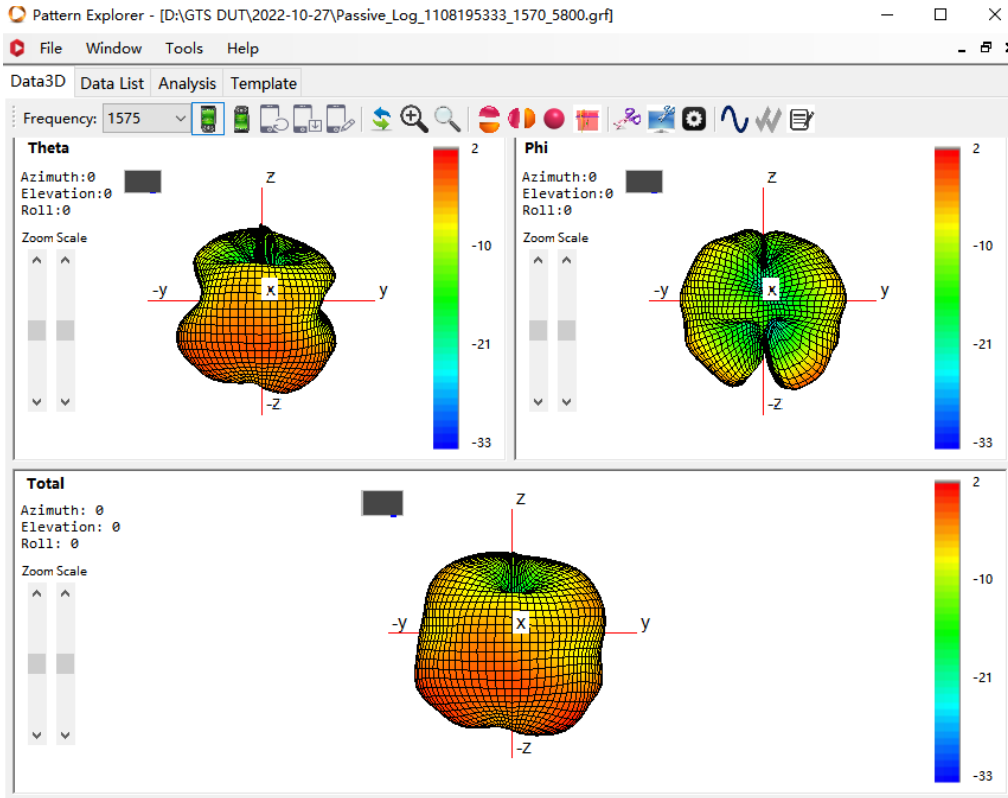 Pattern Explorer - [D:\GTS DUT\2022-10-27\Passive_Log_1108195333_1570_5800.grf]
File Window Tools Help
Data3D Data List Analysis Template
Frequency: 1575
Theta
Azimuth:0
Elevation:0
Roll:0
Zoom Scale
Z
-y
X
y
-Z
2
-10
-21
-33
Phi
Azimuth:0
Elevation:0
Roll:0
Zoom Scale
Z
-y
X
y
-Z
2
-10
-21
-33
Total
Azimuth: 0
Elevation: 0
Roll: 0
Zoom Scale
Z
-y
X
y
-Z
2
-10
-21
-33